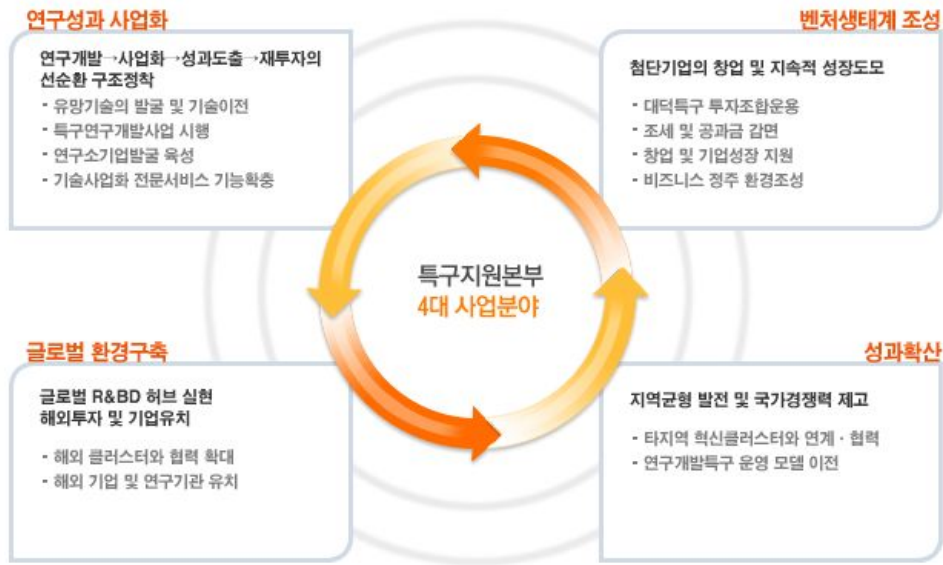 연구성과 사업화
연구개발→사업화→성과도출→재투자의
선순환 구조정착
- 유망기술의 발굴 및 기술이전
- 특구연구개발사업 시행
- 연구소기업발굴 육성
- 기술사업화 전문서비스 기능확충
벤처생태계 조성
첨단기업의 창업 및 지속적 성장도모
- 대덕특구 투자조합운용
- 조세 및 공과금 감면
- 창업 및 기업성장 지원
- 비즈니스 정주 환경조성
특구지원본부
4대 사업분야
글로벌 환경구축
글로벌 R&BD 허브 실현
해외투자 및 기업유치
- 해외 클러스터와 협력 확대
- 해외 기업 및 연구기관 유치
성과확산
지역균형 발전 및 국가경쟁력 제고
- 타지역 혁신클러스터와 연계 · 협력
- 연구개발특구 운영 모델 이전